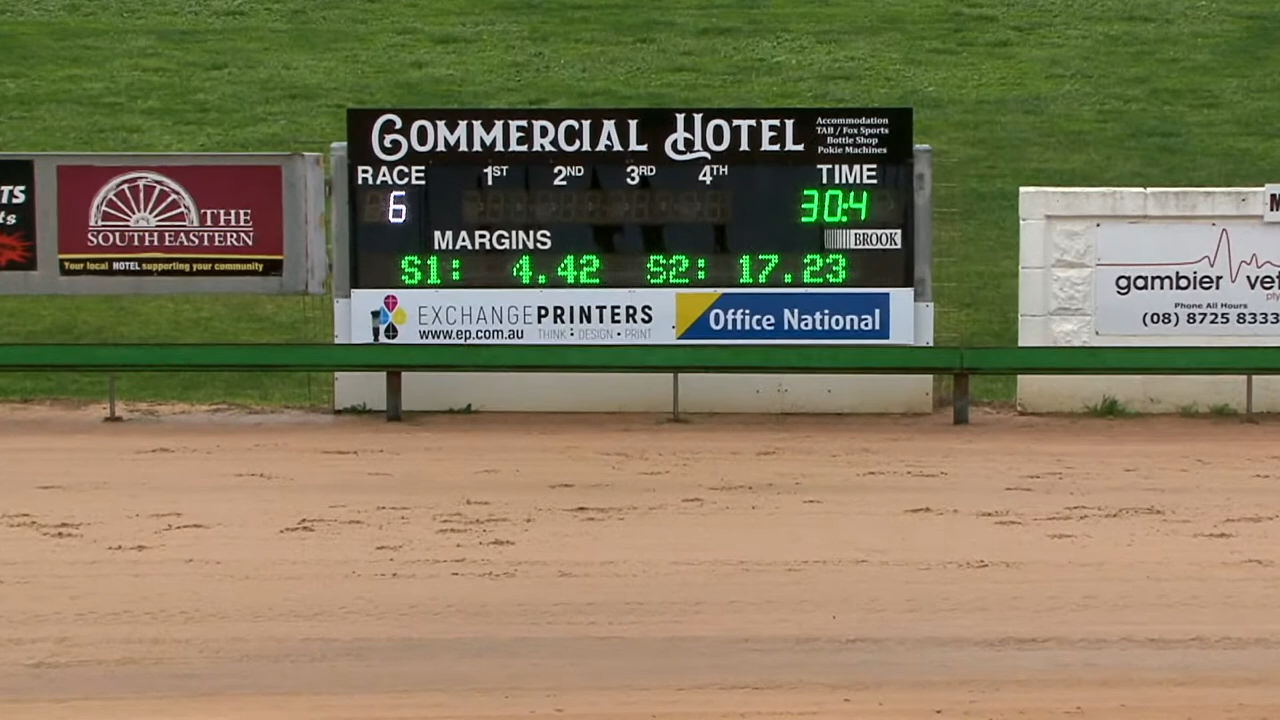 COMMERCIAL HOTEL
Accommodation
TAB / Fox Sports
Bottle Shop
Pokie Machines
RACE 1ST 2ND 3RD 4TH TIME
6 30:4
MARGINS BROOK
S1: 4.42 S2: 17.23
EXCHANGEPRINTERS
www.ep.com.au THINK • DESIGN • PRINT
Office National
TS
ts
THE
SOUTH EASTERN
Your local HOTEL supporting your community
M
gambier vet
Phone All Hours
(08) 8725 8333